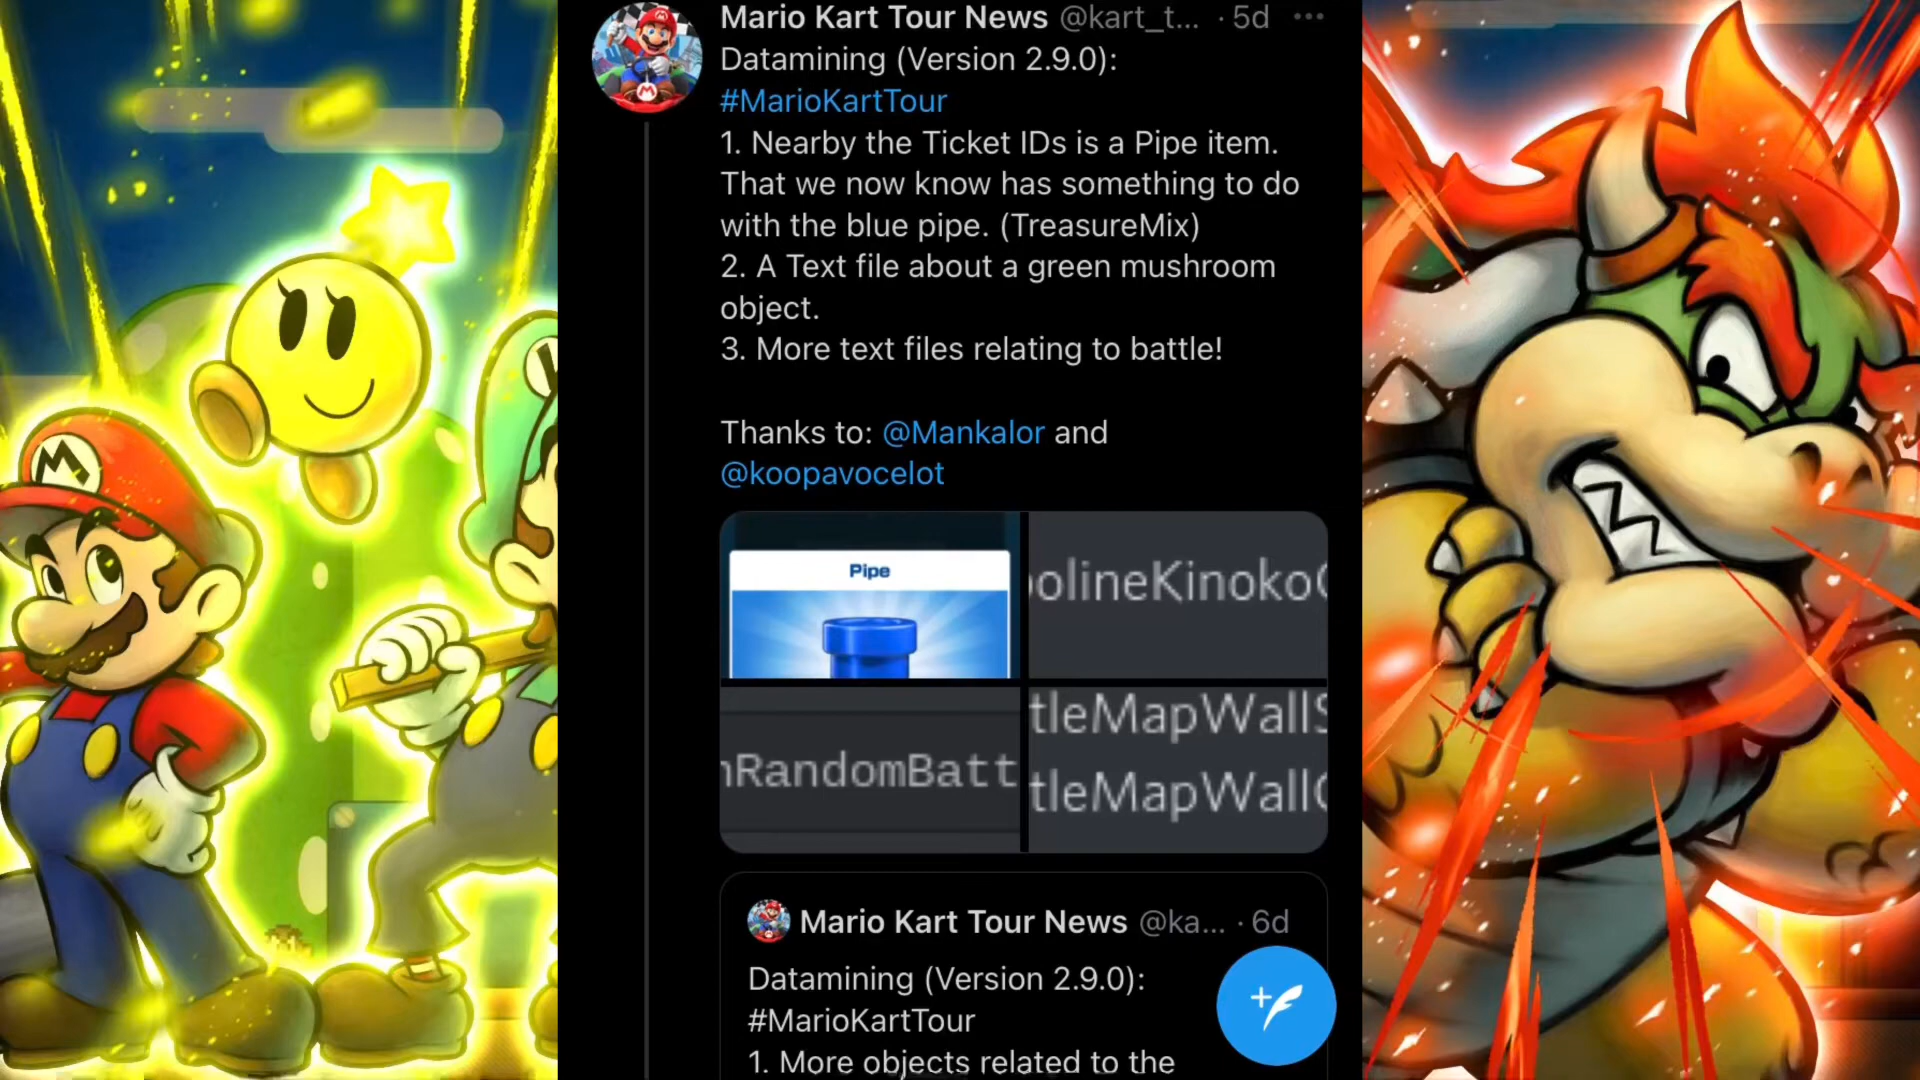 Mario Kart Tour News @kart_t... · 5d ···
Datamining (Version 2.9.0):
#MarioKartTour
1. Nearby the Ticket IDs is a Pipe item.
That we now know has something to do
with the blue pipe. (TreasureMix)
2. A Text file about a green mushroom
object.
3. More text files relating to battle!
Thanks to: @Mankalor and
@koopavocelot
Pipe
olineKinoko
RandomBatt
tleMapWallS
tleMapWall
Mario Kart Tour News @ka... · 6d
Datamining (Version 2.9.0):
#MarioKartTour
1. More objects related to the
M